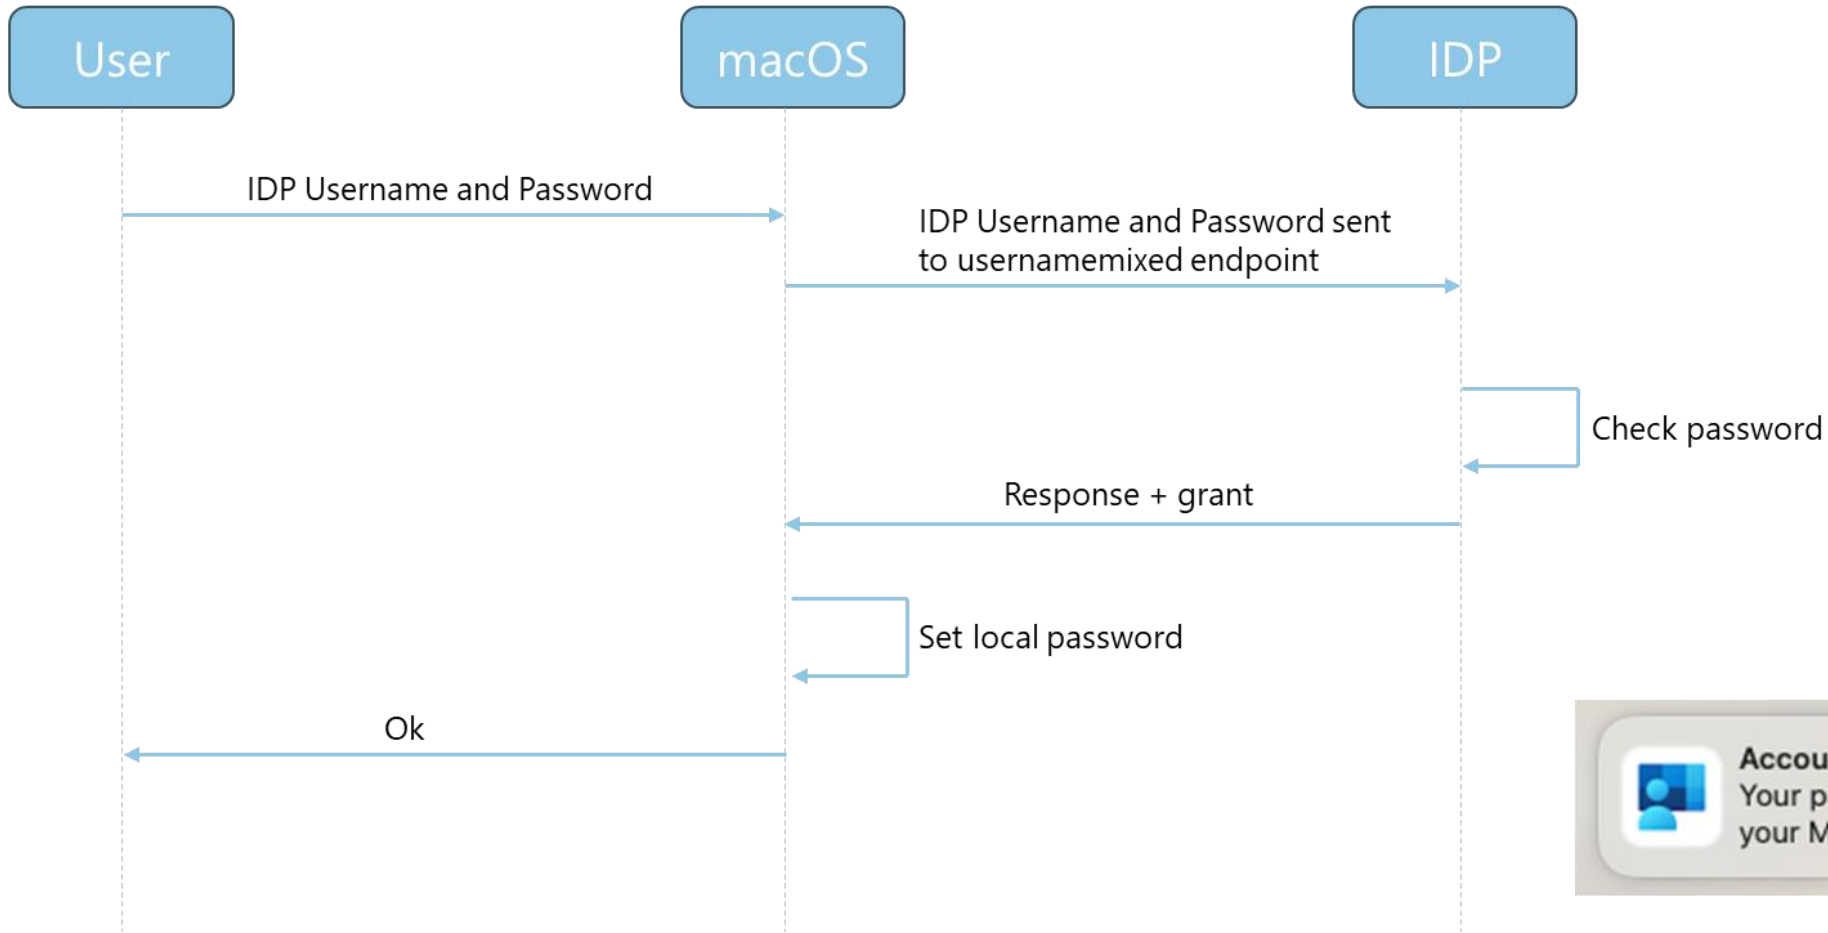 User
macOS
IDP
IDP Username and Password
IDP Username and Password sent
to usernamemixed endpoint
Check password
Response + grant
Set local password
Ok
Your
your